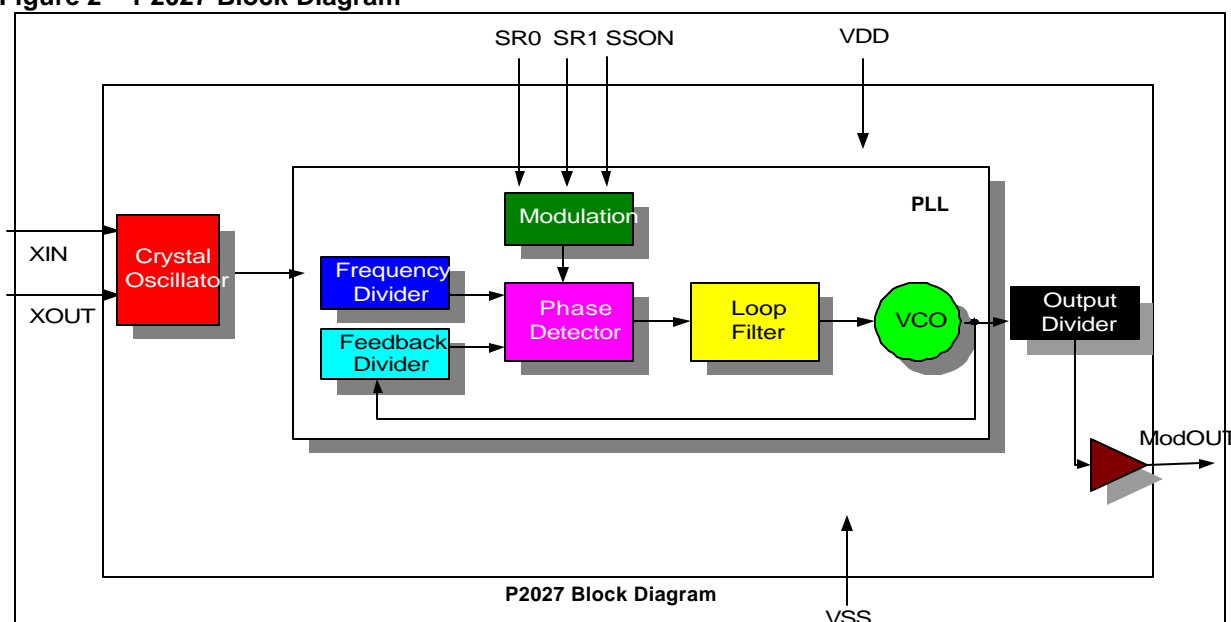 Figure 2 – P2027 Block Diagram
SR0 SR1 SSON
VDD
PLL
Modulation
XIN
Crystal
Oscillator
XOUT
Frequency
Divider
Feedback
Divider
Phase
Detector
Loop
Filter
VCO
Output
Divider
ModOUT
P2027 Block Diagram
VSS